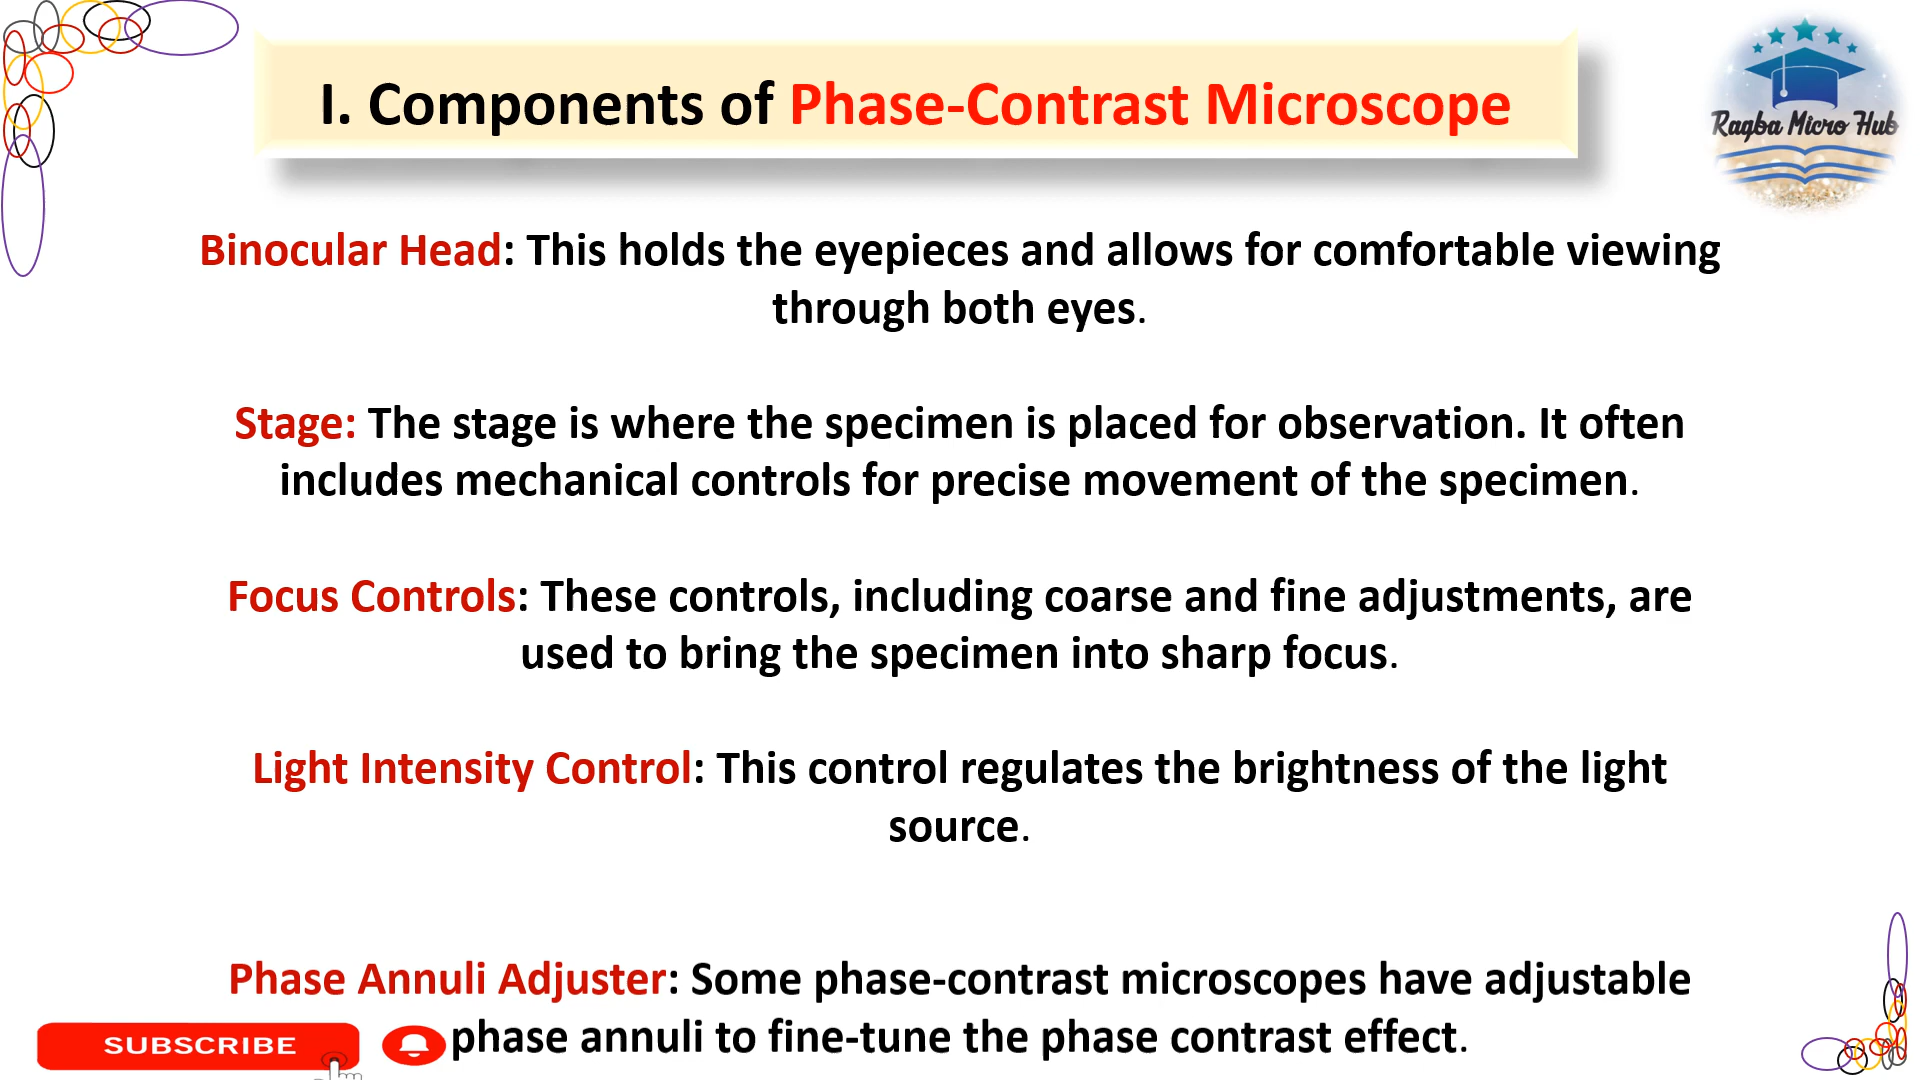 I. Components of Phase-Contrast Microscope
Raqba Micro Hub
Binocular Head: This holds the eyepieces and allows for comfortable viewing
through both eyes.
Stage: The stage is where the specimen is placed for observation. It often
includes mechanical controls for precise movement of the specimen.
Focus Controls: These controls, including coarse and fine adjustments, are
used to bring the specimen into sharp focus.
Light Intensity Control: This control regulates the brightness of the light
source.
Phase Annuli Adjuster: Some phase-contrast microscopes have adjustable
phase annuli to fine-tune the phase contrast effect.
SUBSCRIBE